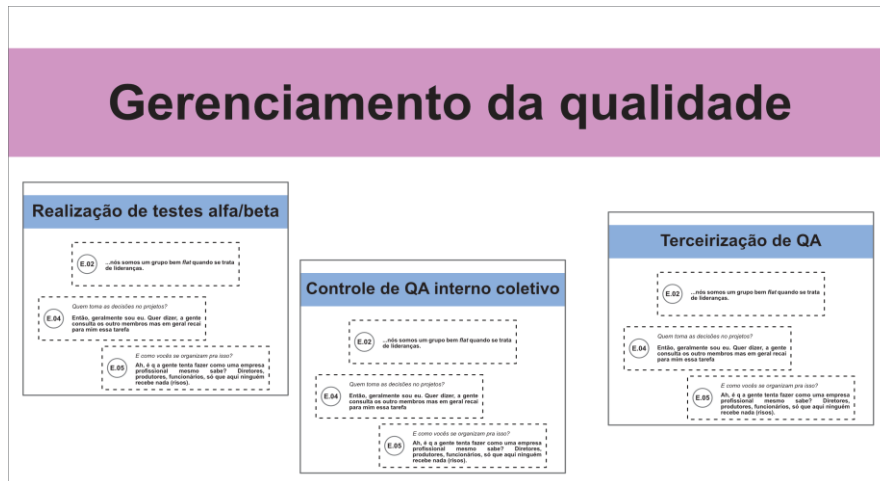 Gerenciamento da qualidade
Realização de testes alfa/beta
E.02
...nós somos um grupo bem flat quando se trata
de lideranças.
Quem toma as decisões no projetos?
E.04
Então, geralmente sou eu. Quer dizer, a gente
consulta os outro membros mas em geral recai
para mim essa tarefa
E como vocês se organizam pra isso?
E.05
Ah, é q a gente tenta fazer como uma empresa
profissional mesmo sabe? Diretores,
produtores, funcionários, só que aqui ninguém
recebe nada (risos).
Controle de QA interno coletivo
E.02
...nós somos um grupo bem flat quando se trata
de lideranças.
Quem toma as decisões no projetos?
E.04
Então, geralmente sou eu. Quer dizer, a gente
consulta os outro membros mas em geral recai
para mim essa tarefa
E como vocês se organizam pra isso?
E.05
Ah, é q a gente tenta fazer como uma empresa
profissional mesmo sabe? Diretores,
produtores, funcionários, só que aqui ninguém
recebe nada (risos).
Terceirização de QA
E.02
...nós somos um grupo bem flat quando se trata
de lideranças.
Quem toma as decisões no projetos?
E.04
Então, geralmente sou eu. Quer dizer, a gente
consulta os outro membros mas em geral recai
para mim essa tarefa
E como vocês se organizam pra isso?
E.05
Ah, é q a gente tenta fazer como uma empresa
profissional mesmo sabe? Diretores,
produtores, funcionários, só que aqui ninguém
recebe nada (risos).